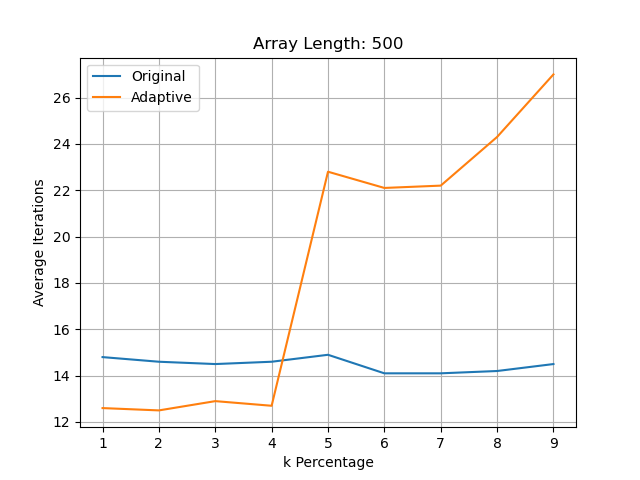 Array Length: 500
Original
Adaptive
26
24
22
20
18
16
14
12
Average Iterations
1 2 3 4 5 6 7 8 9
k Percentage